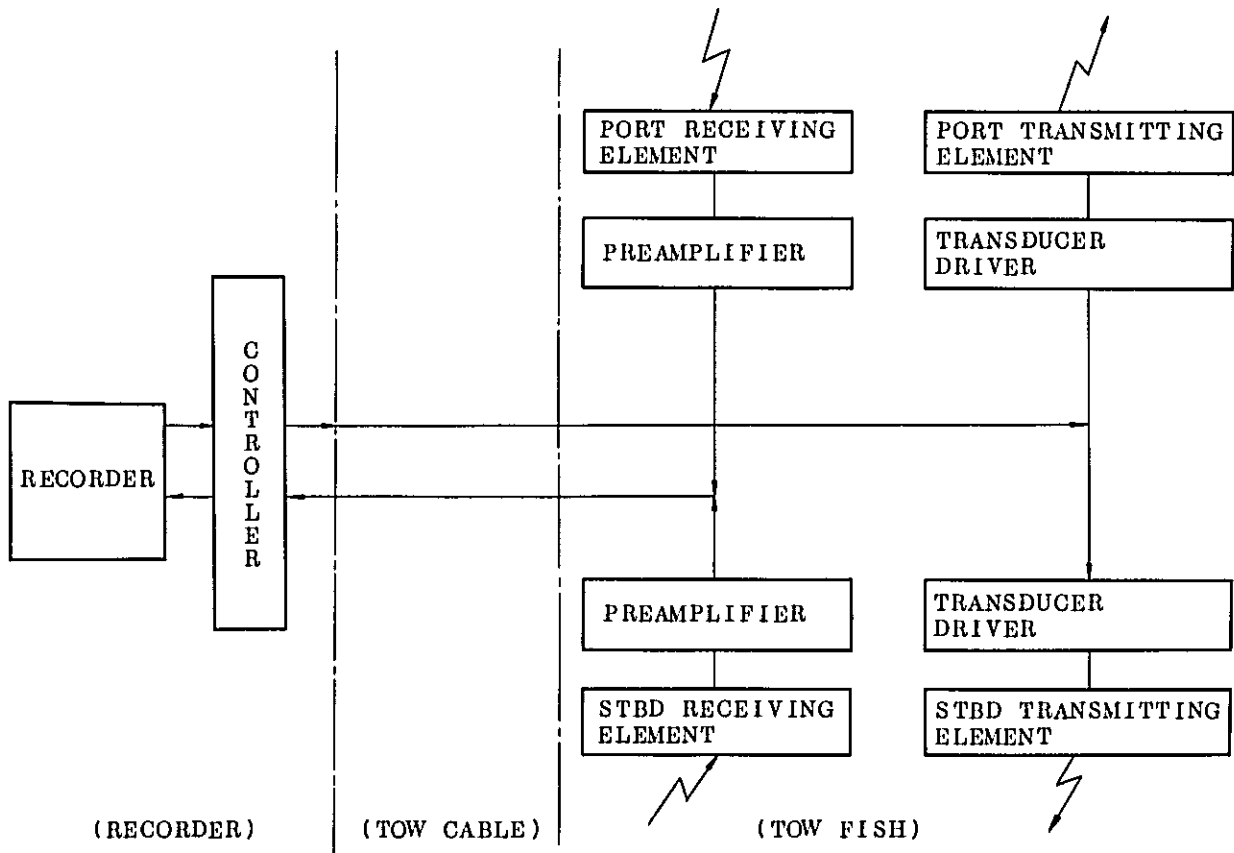 PORT RECEIVING
ELEMENT
PORT TRANSMITTING
ELEMENT
PREAMPLIFIER
TRANSDUCER
DRIVER
CONTROLLER
RECORDER
PREAMPLIFIER
TRANSDUCER
DRIVER
STBD RECEIVING
ELEMENT
STBD TRANSMITTING
ELEMENT
(RECORDER)
(TOW CABLE)
(TOW FISH)